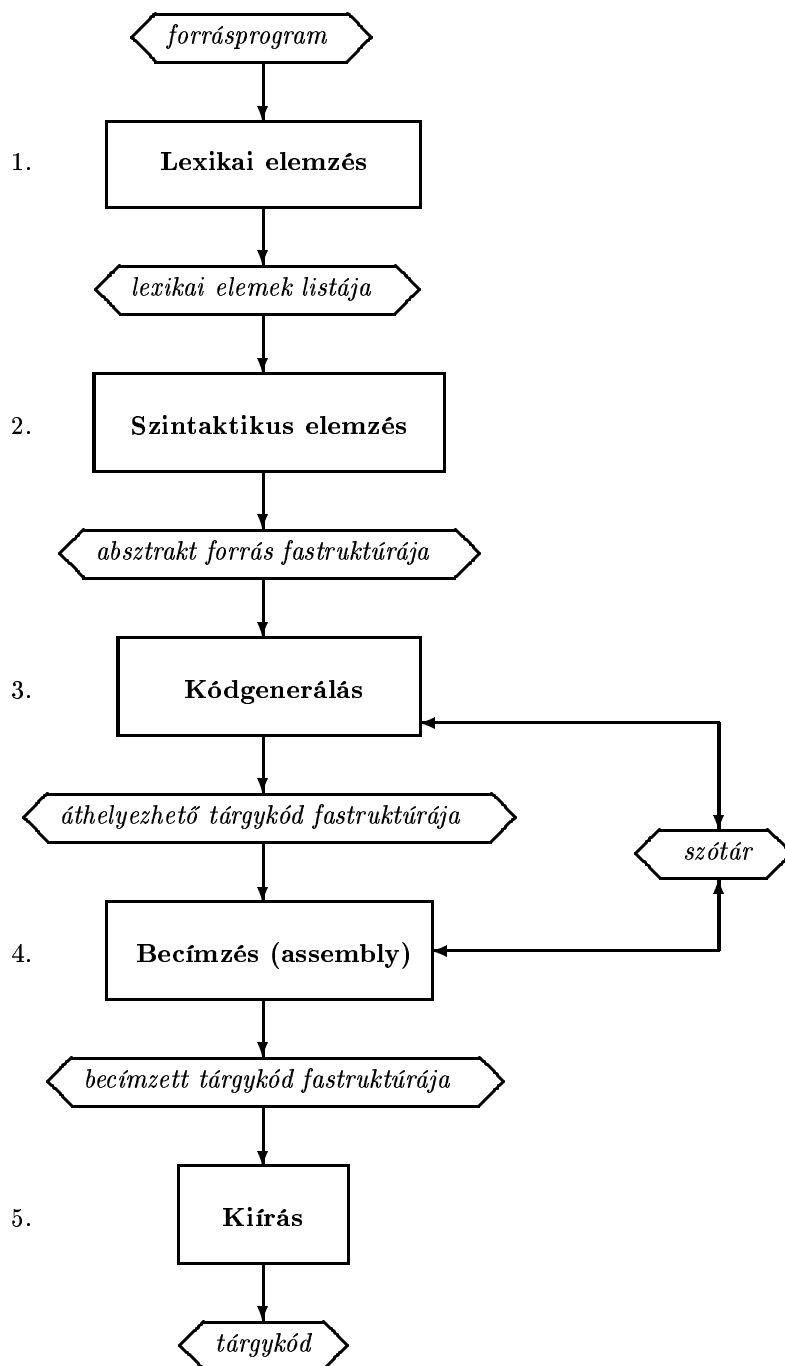 forrásprogram
1. Lexikai elemzés
lexikai elemek listája
2. Szintaktikus elemzés
absztrakt forrás fastruktúrája
3. Kódgenerálás
áthelyezhető tárgykód fastruktúrája
szótár
4. Becímzés (assembly)
becímzett tárgykód fastruktúrája
5. Kiírás
tárgykód